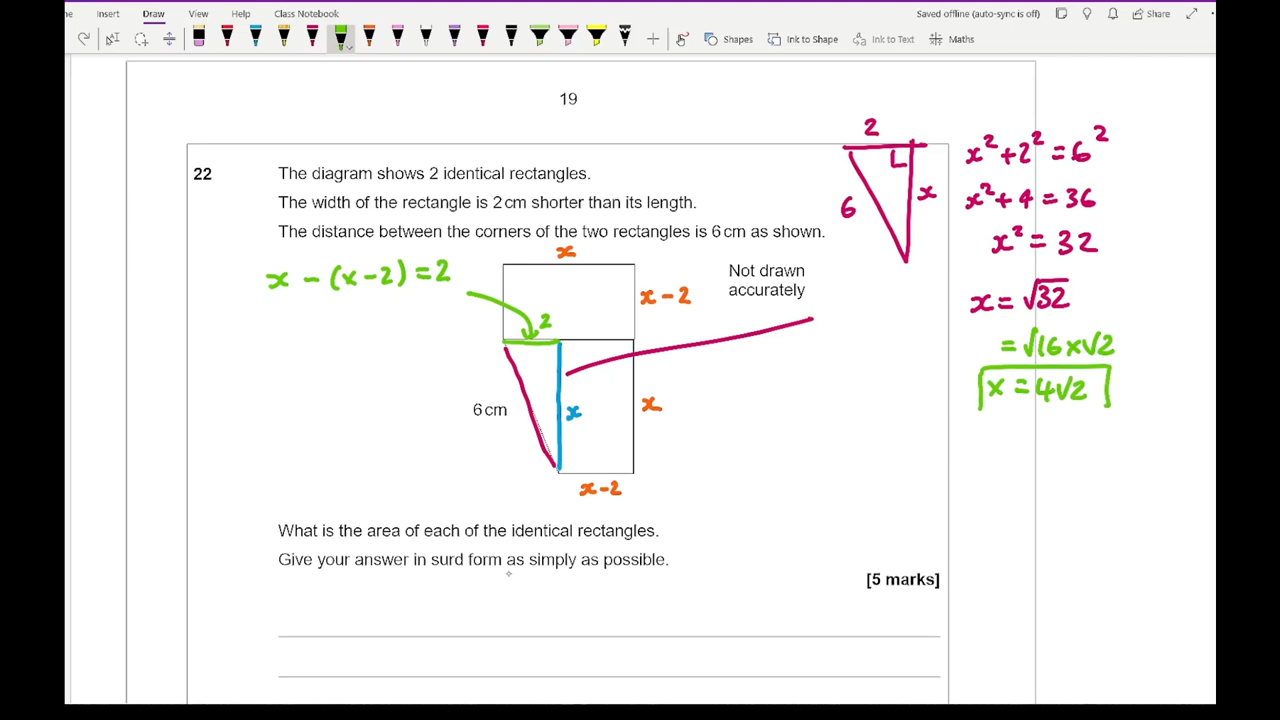 Insert Draw View Help Class Notebook Saved offline (auto-sync is off) Share
Shapes Ink to Shape Ink to Text Maths
19
22 The diagram shows 2 identical rectangles.
The width of the rectangle is 2 cm shorter than its length.
The distance between the corners of the two rectangles is 6 cm as shown.
x - (x-2) = 2
x
x-2
2
Not drawn
accurately
6 cm
x
x
x-2
2
6
x
x² + 2² = 6²
x² + 4 = 36
x² = 32
x = √32
= √16 x √2
x = 4√2
What is the area of each of the identical rectangles.
Give your answer in surd form as simply as possible.
[5 marks]